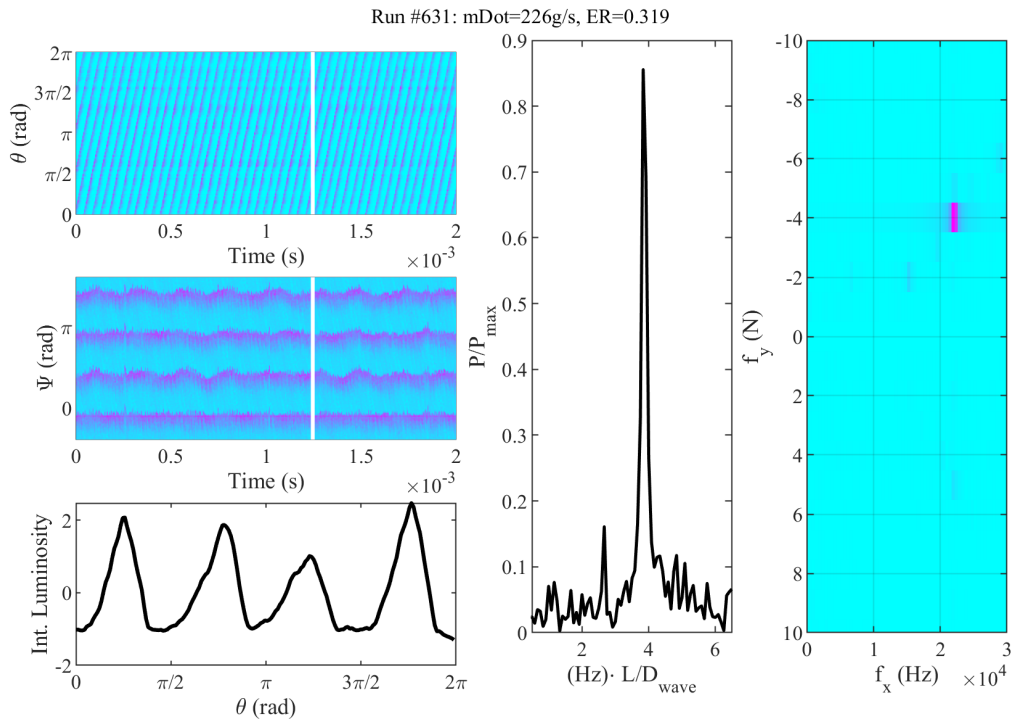 Run #631: mDot=226g/s, ER=0.319
2π
3π/2
π
π/2
0
θ (rad)
0 0.5 1 1.5 2
Time (s) ×10⁻³
π
0
Ψ (rad)
0 0.5 1 1.5 2
Time (s) ×10⁻³
2
0
-2
Int. Luminosity
0 π/2 π 3π/2 2π
θ (rad)
0.9
0.8
0.7
0.6
0.5
0.4
0.3
0.2
0.1
0
P/P_max
2 4 6
(Hz)· L/D_wave
-10
-8
-6
-4
-2
0
2
4
6
8
10
f_y (N)
0 1 2 3
f_x (Hz) ×10⁴